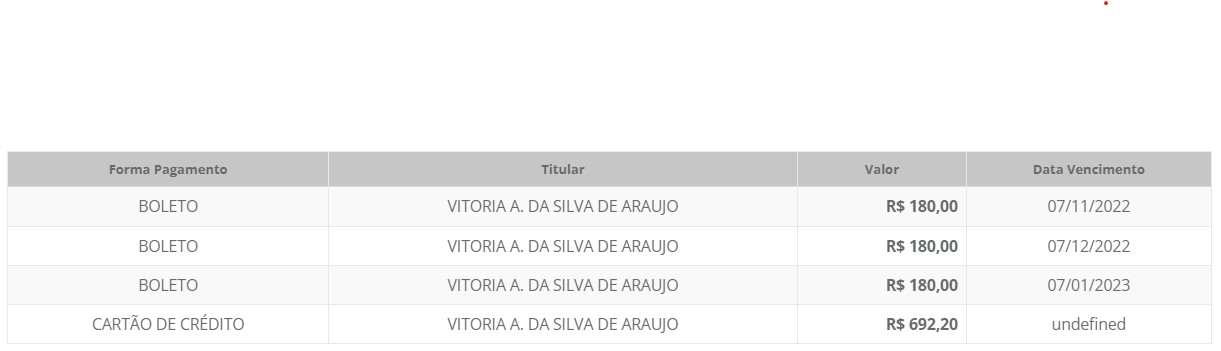 Forma Pagamento Titular Valor Data Vencimento
BOLETO VITORIA A. DA SILVA DE ARAUJO R$ 180,00 07/11/2022
BOLETO VITORIA A. DA SILVA DE ARAUJO R$ 180,00 07/12/2022
BOLETO VITORIA A. DA SILVA DE ARAUJO R$ 180,00 07/01/2023
CARTÃO DE CRÉDITO VITORIA A. DA SILVA DE ARAUJO R$ 692,20 undefined